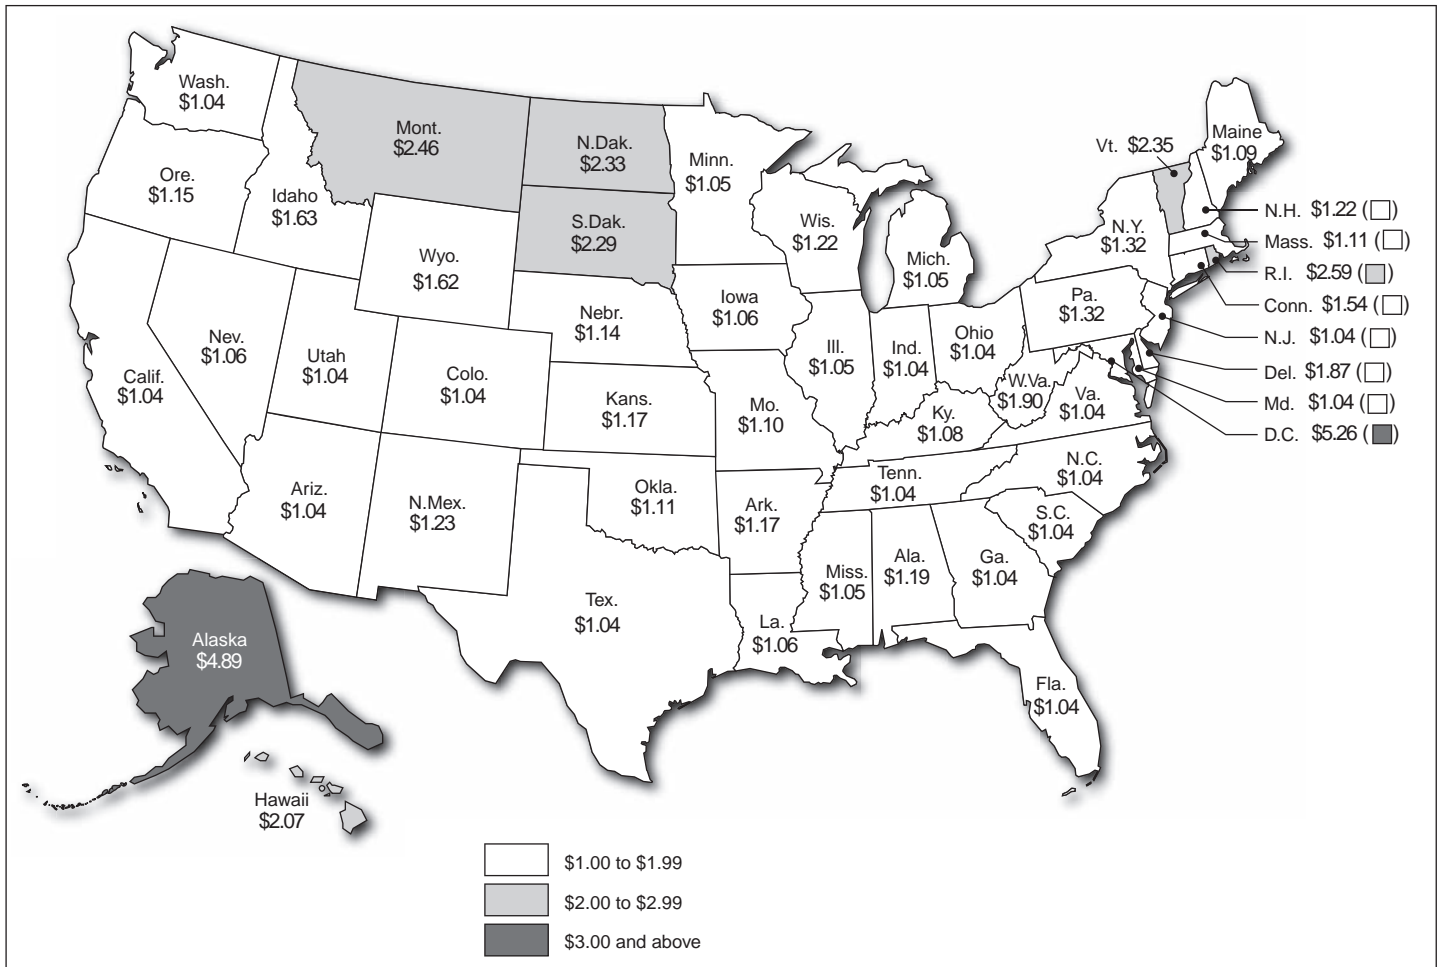 Wash.
$1.04
Ore.
$1.15
Idaho
$1.63
Mont.
$2.46
N.Dak.
$2.33
S.Dak.
$2.29
Minn.
$1.05
Wis.
$1.22
Mich.
$1.05
Wyo.
$1.62
Nebr.
$1.14
Iowa
$1.06
Calif.
$1.04
Nev.
$1.06
Utah
$1.04
Colo.
$1.04
Kans.
$1.17
Mo.
$1.10
Ill.
$1.05
Ind.
$1.04
Ohio
$1.04
Ky.
$1.08
W.Va.
$1.90
Va.
$1.04
Pa.
$1.32
N.Y.
$1.32
Vt. $2.35
Maine
$1.09
N.H. $1.22 ( )
Mass. $1.11 ( )
R.I. $2.59 ( )
Conn. $1.54 ( )
N.J. $1.04 ( )
Del. $1.87 ( )
Md. $1.04 ( )
D.C. $5.26 ( )
Ariz.
$1.04
N.Mex.
$1.23
Okla.
$1.11
Ark.
$1.17
Tenn.
$1.04
N.C.
$1.04
S.C.
$1.04
Tex.
$1.04
La.
$1.06
Miss.
$1.05
Ala.
$1.19
Ga.
$1.04
Fla.
$1.04
Alaska
$4.89
Hawaii
$2.07
$1.00 to $1.99
$2.00 to $2.99
$3.00 and above